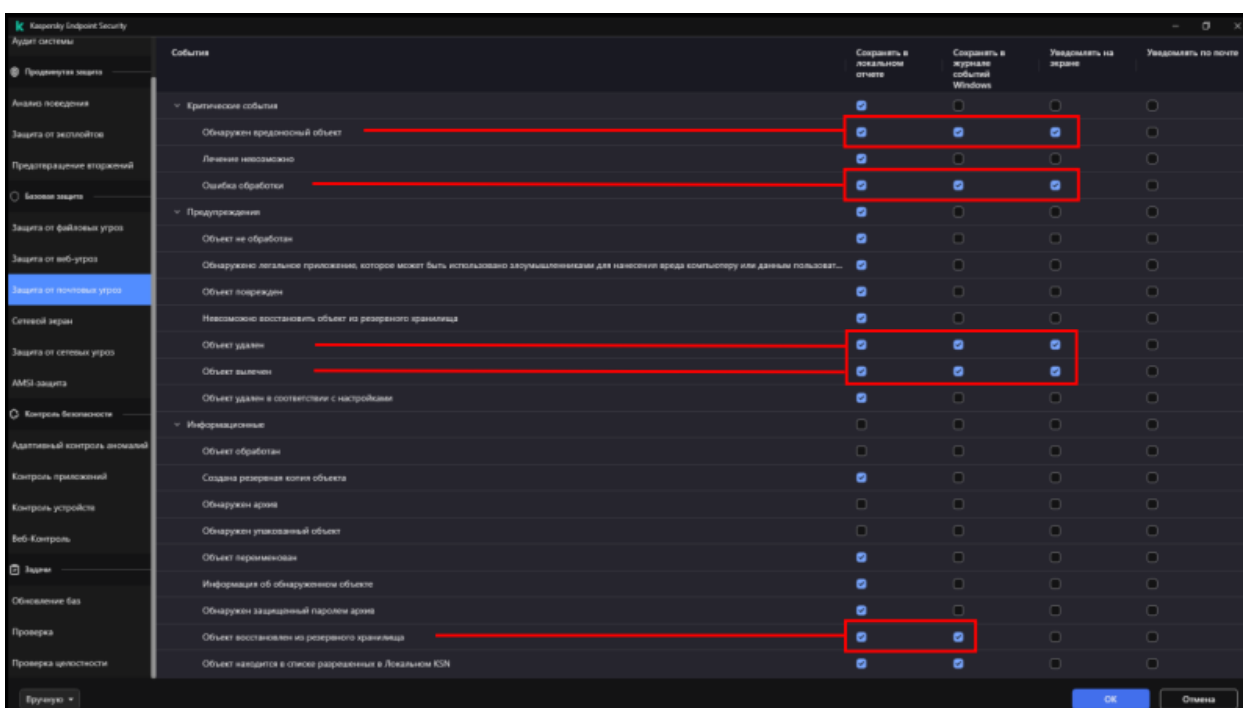 Kaspersky Endpoint Security
Аудит системы
События
Сохранять в локальном отчете
Сохранять в журнале событий Windows
Уведомлять на экране
Уведомлять по почте
Продвинутая защита
Анализ поведения
Защита от эксплойтов
Предотвращение вторжений
Базовая защита
Защита от файловых угроз
Защита от веб-угроз
Защита от почтовых угроз
Сетевой экран
Защита от сетевых угроз
AMSI-защита
Контроль безопасности
Адаптивный контроль аномалий
Контроль приложений
Контроль устройств
Веб-Контроль
Задачи
Обновление баз
Проверка
Проверка целостности
Критические события
Обнаружен вредоносный объект
Лечение невозможно
Ошибка обработки
Предупреждения
Объект не обработан
Обнаружено легальное приложение, которое может быть использовано злоумышленниками для нанесения вреда компьютеру или данным пользоват...
Объект поврежден
Невозможно восстановить объект из резервного хранилища
Объект удален
Объект вылечен
Объект удален в соответствии с настройками
Информационные
Объект обработан
Создана резервная копия объекта
Обнаружен архив
Обнаружен упакованный объект
Объект переименован
Информация об обнаруженном объекте
Обнаружен защищенный паролем архив
Объект восстановлен из резервного хранилища
Объект находится в списке разрешенных в Локальном KSN
Вручную
ОК
Отмена